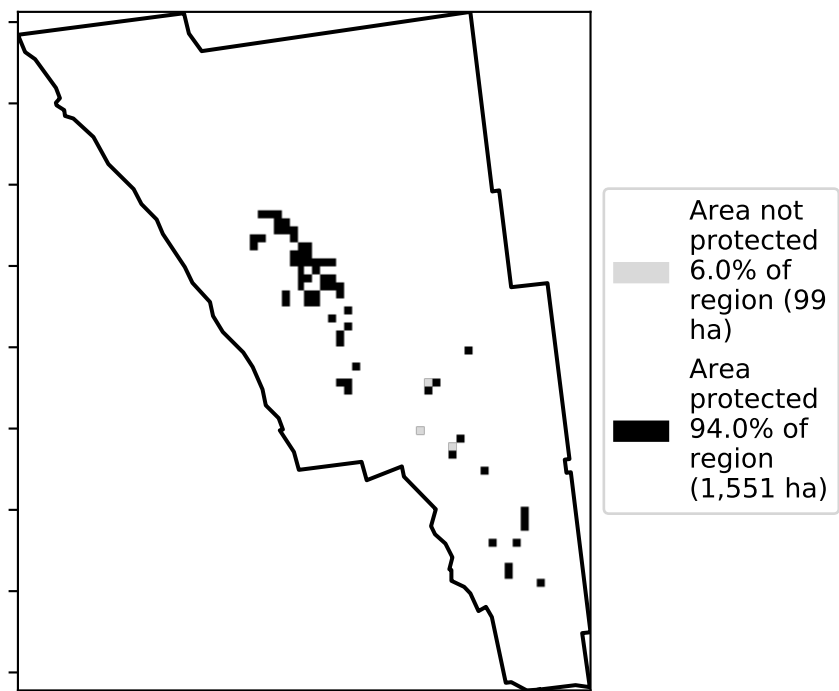 Area not
protected
6.0% of
region (99
ha)
Area
protected
94.0% of
region
(1,551 ha)